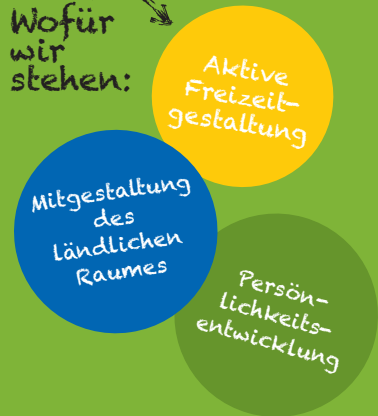 Wofür
wir
stehen:
Aktive
Freizeit-
gestaltung
Mitgestaltung
des
ländlichen
Raumes
Persön-
lichkeits-
entwicklung